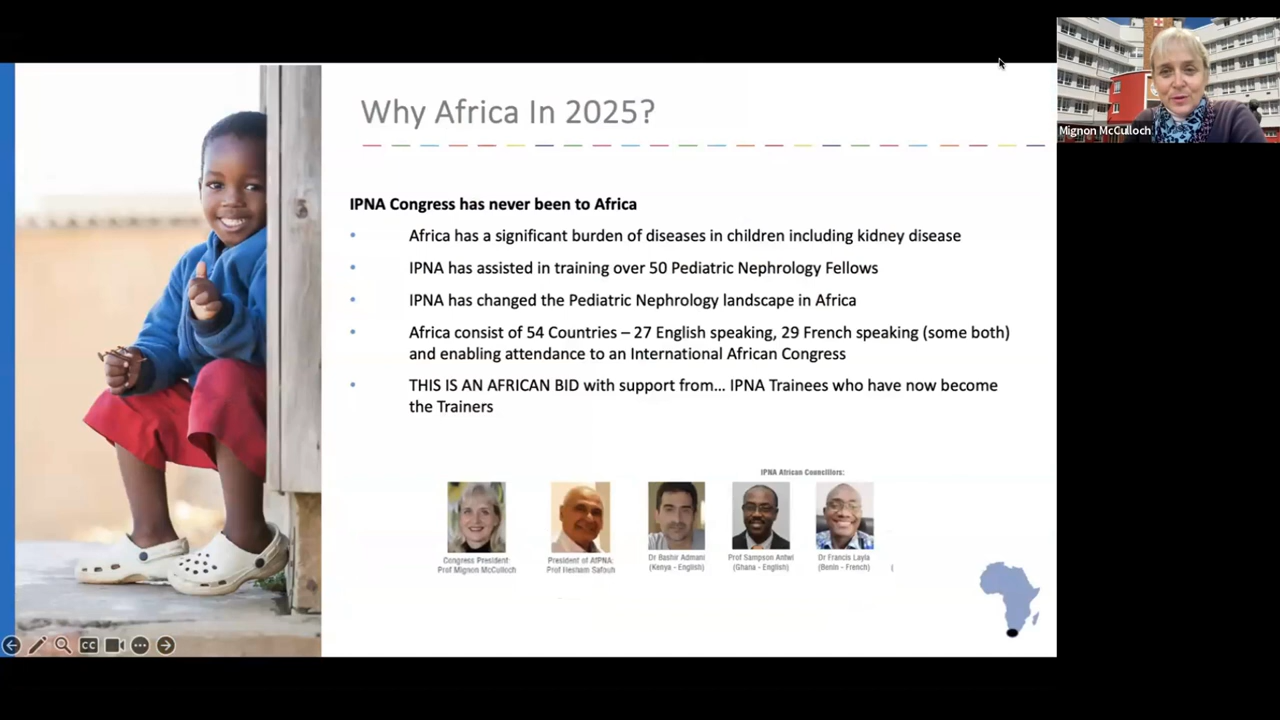 Why Africa In 2025?
Mignon McCulloch
IPNA Congress has never been to Africa
• Africa has a significant burden of diseases in children including kidney disease
• IPNA has assisted in training over 50 Pediatric Nephrology Fellows
• IPNA has changed the Pediatric Nephrology landscape in Africa
• Africa consist of 54 Countries – 27 English speaking, 29 French speaking (some both)
and enabling attendance to an International African Congress
• THIS IS AN AFRICAN BID with support from... IPNA Trainees who have now become
the Trainers
IPNA African Councillors:
Congress President:
Prof Mignon McCulloch
President of AfPNA:
Prof Hesham Safouh
Dr Bashir Admani
(Kenya - English)
Prof Sampson Antwi
(Ghana - English)
Dr Francis Layla
(Benin - French)
(
CC